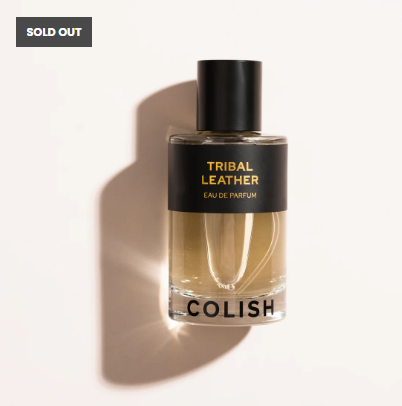 SOLD OUT
TRIBAL
LEATHER
EAU DE PARFUM
COLISH